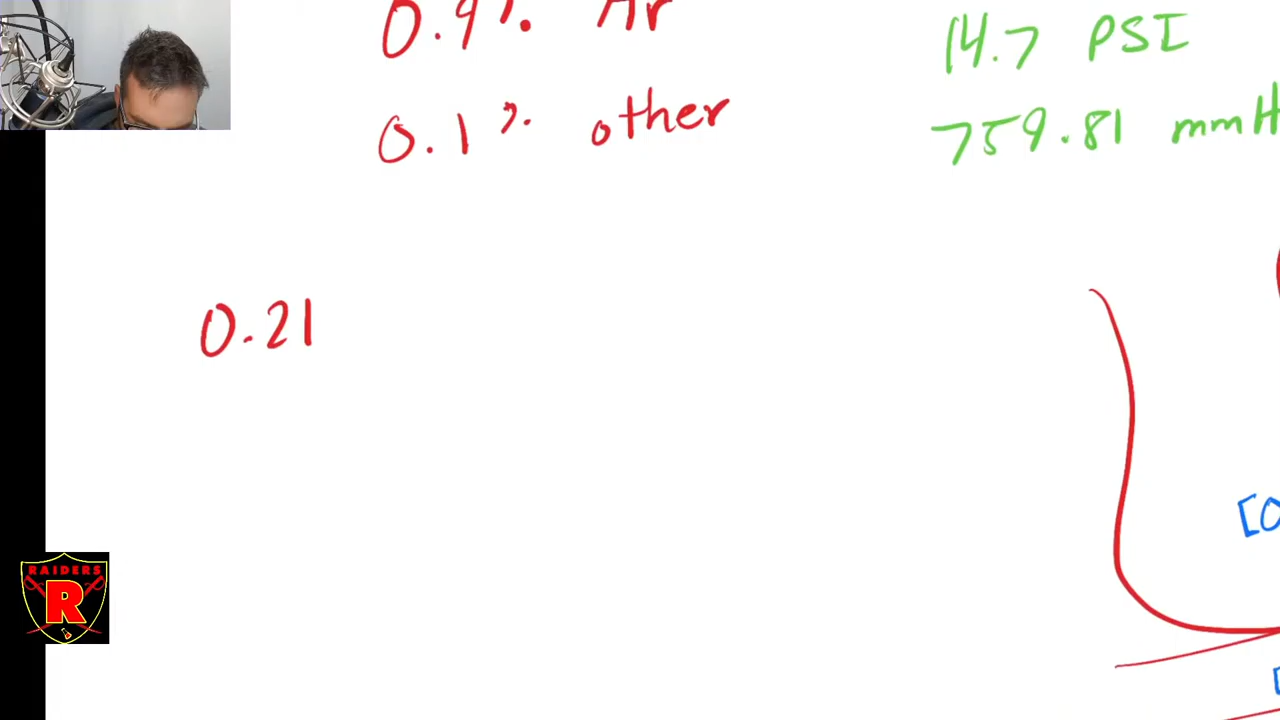 0.9% Ar
0.1% other
14.7 PSI
759.81 mmH
0.21
[O
[
RAIDERS
R